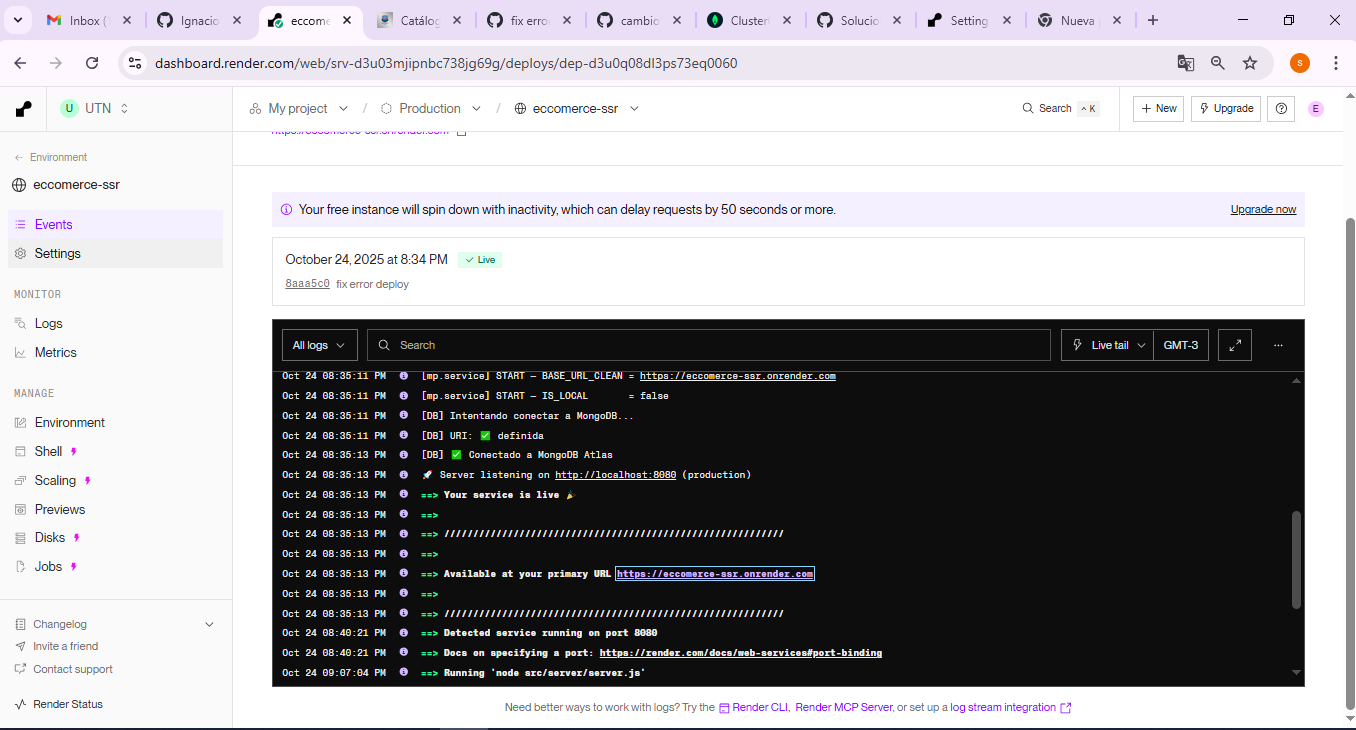 Inbox (
Ignacio
eccome
Catálog
fix erro
cambio
Cluster
Solucio
Setting
Nueva
dashboard.render.com/web/srv-d3u03mjipnbc738jg69g/deploys/dep-d3u0q08dl3ps73eq0060
S
U UTN
My project / Production / eccomerce-ssr
Search ^ K
+ New
Upgrade
E
https://eccomerce-ssr.onrender.com
← Environment
eccomerce-ssr
Events
Settings
MONITOR
Logs
Metrics
MANAGE
Environment
Shell
Scaling
Previews
Disks
Jobs
Changelog
Invite a friend
Contact support
Render Status
Your free instance will spin down with inactivity, which can delay requests by 50 seconds or more.
Upgrade now
October 24, 2025 at 8:34 PM ✓ Live
8aaa5c0 fix error deploy
All logs
Search
Live tail
GMT-3
...
Oct 24 08:35:11 PM [mp.service] START — BASE_URL_CLEAN = https://eccomerce-ssr.onrender.com
Oct 24 08:35:11 PM [mp.service] START — IS_LOCAL = false
Oct 24 08:35:11 PM [DB] Intentando conectar a MongoDB...
Oct 24 08:35:11 PM [DB] URI: ✅ definida
Oct 24 08:35:13 PM [DB] ✅ Conectado a MongoDB Atlas
Oct 24 08:35:13 PM 🚀 Server listening on http://localhost:8080 (production)
Oct 24 08:35:13 PM ==> Your service is live 🎉
Oct 24 08:35:13 PM ==>
Oct 24 08:35:13 PM ==> ///////////////////////////////////////////////////////////
Oct 24 08:35:13 PM ==>
Oct 24 08:35:13 PM ==> Available at your primary URL https://eccomerce-ssr.onrender.com
Oct 24 08:35:13 PM ==>
Oct 24 08:35:13 PM ==> ///////////////////////////////////////////////////////////
Oct 24 08:40:21 PM ==> Detected service running on port 8080
Oct 24 08:40:21 PM ==> Docs on specifying a port: https://render.com/docs/web-services#port-binding
Oct 24 09:07:04 PM ==> Running 'node src/server/server.js'
Need better ways to work with logs? Try the Render CLI, Render MCP Server, or set up a log stream integration